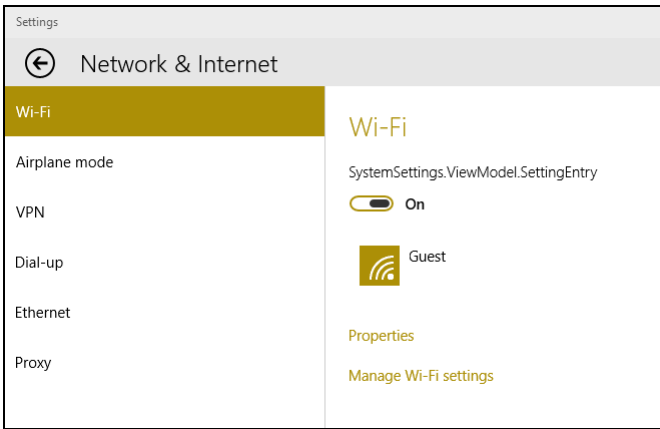 Settings
Network & Internet
Wi-Fi
Airplane mode
VPN
Dial-up
Ethernet
Proxy
Wi-Fi
SystemSettings.ViewModel.SettingEntry
On
Guest
Properties
Manage Wi-Fi settings